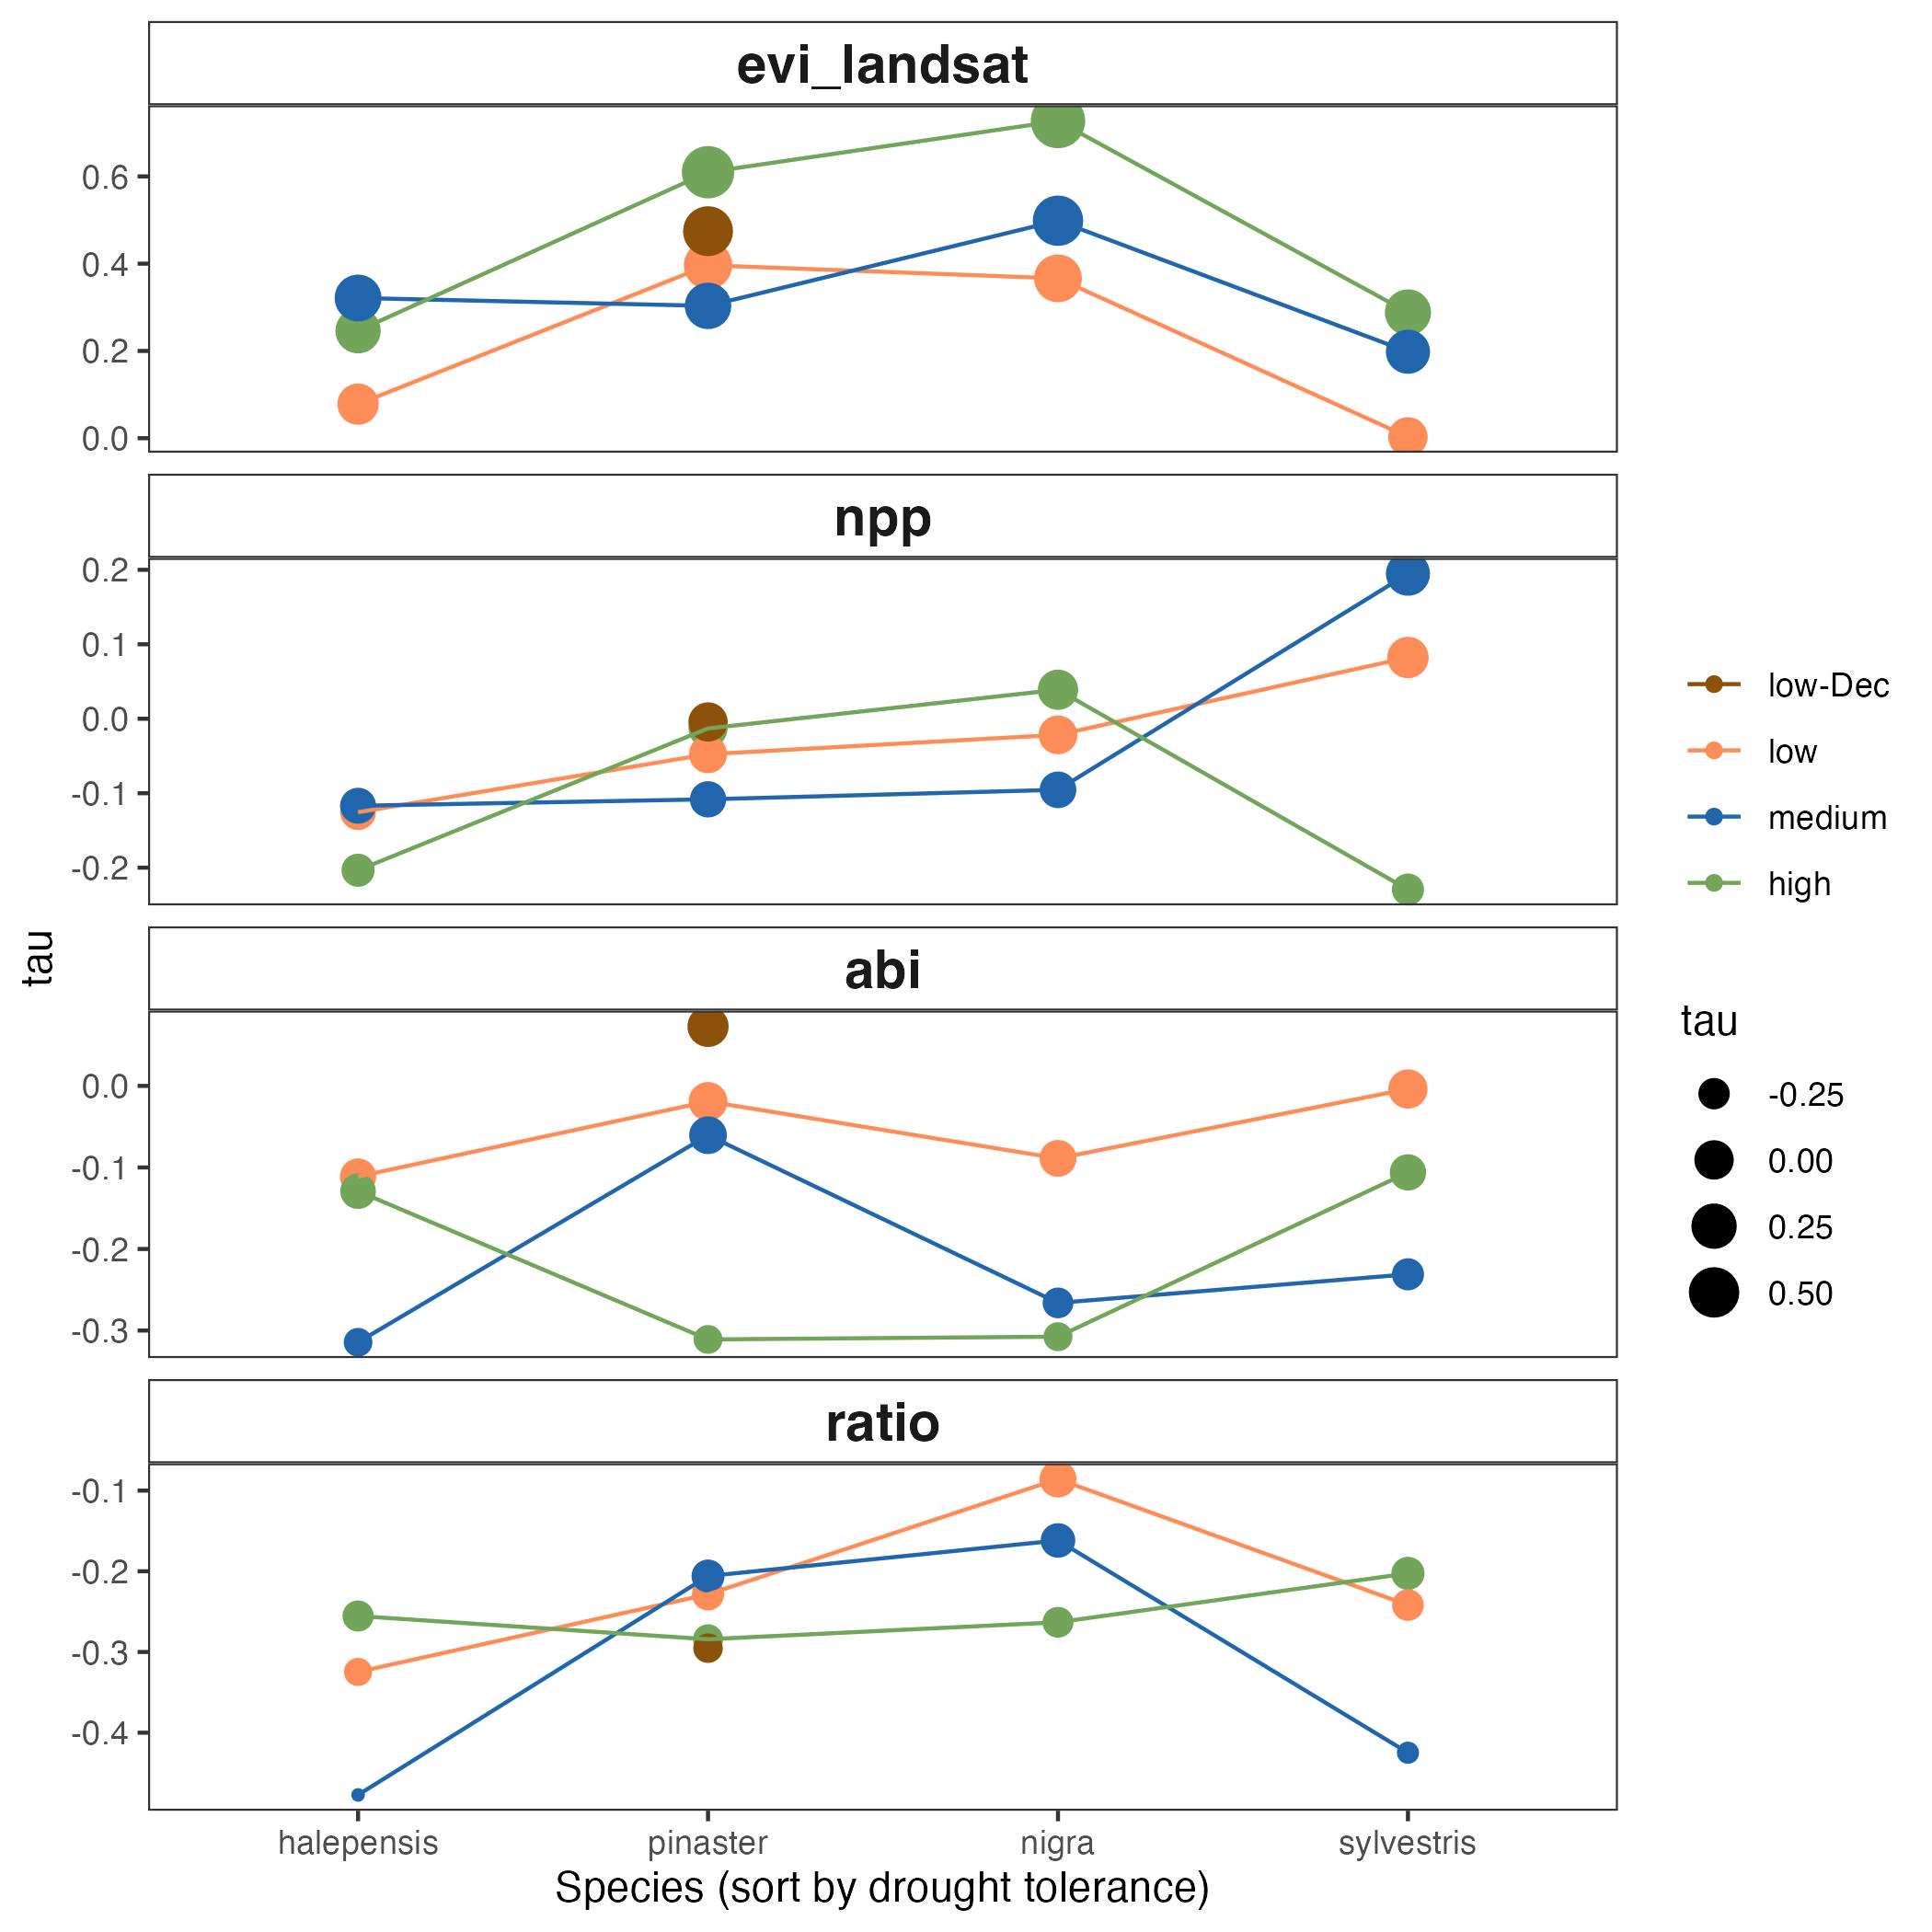 evi_landsat
0.6
0.4
0.2
0.0
npp
0.2
0.1
0.0
-0.1
-0.2
abi
0.0
-0.1
-0.2
-0.3
ratio
-0.1
-0.2
-0.3
-0.4
halepensis
pinaster
nigra
sylvestris
Species (sort by drought tolerance)
tau
low-Dec
low
medium
high
tau
-0.25
0.00
0.25
0.50